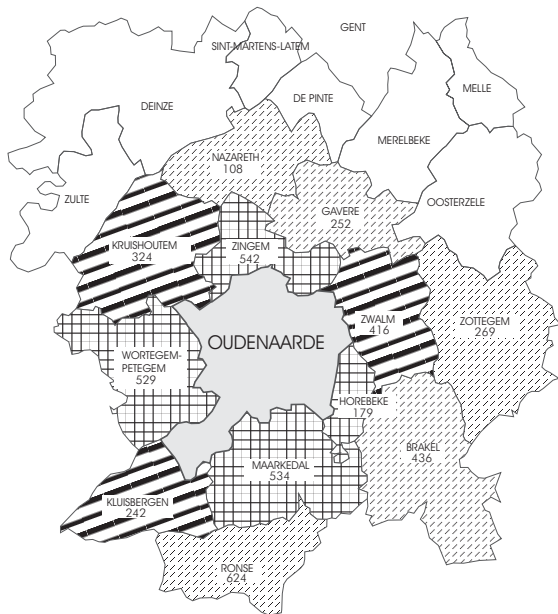 GENT
SINT-MARTENS-LATEM
MELLE
DE PINTE
DEINZE
MERELBEKE
NAZARETH
108
ZULTE
OOSTERZELE
GAVERE
252
KRUISHOUTEM
324
ZINGEM
542
ZWALM
416
ZOTTEGEM
269
OUDENAARDE
WORTEGEM-
PETEGEM
529
HOREBEKE
179
BRAKEL
436
MAARKEDAL
534
KLUISBERGEN
242
RONSE
624